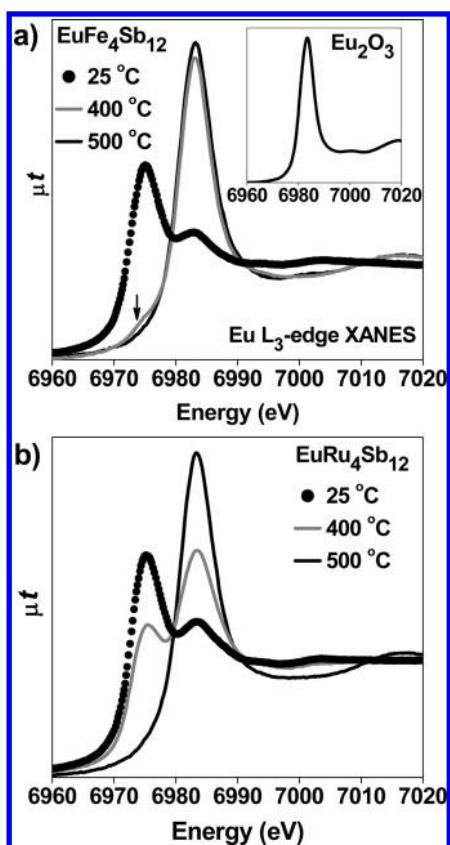 a)
EuFe₄Sb₁₂
25 °C
400 °C
500 °C
Eu₂O₃
6960 6980 7000 7020
μt
Eu L₃-edge XANES
6960 6970 6980 6990 7000 7010 7020
Energy (eV)
b)
EuRu₄Sb₁₂
25 °C
400 °C
500 °C
μt
6960 6970 6980 6990 7000 7010 7020
Energy (eV)